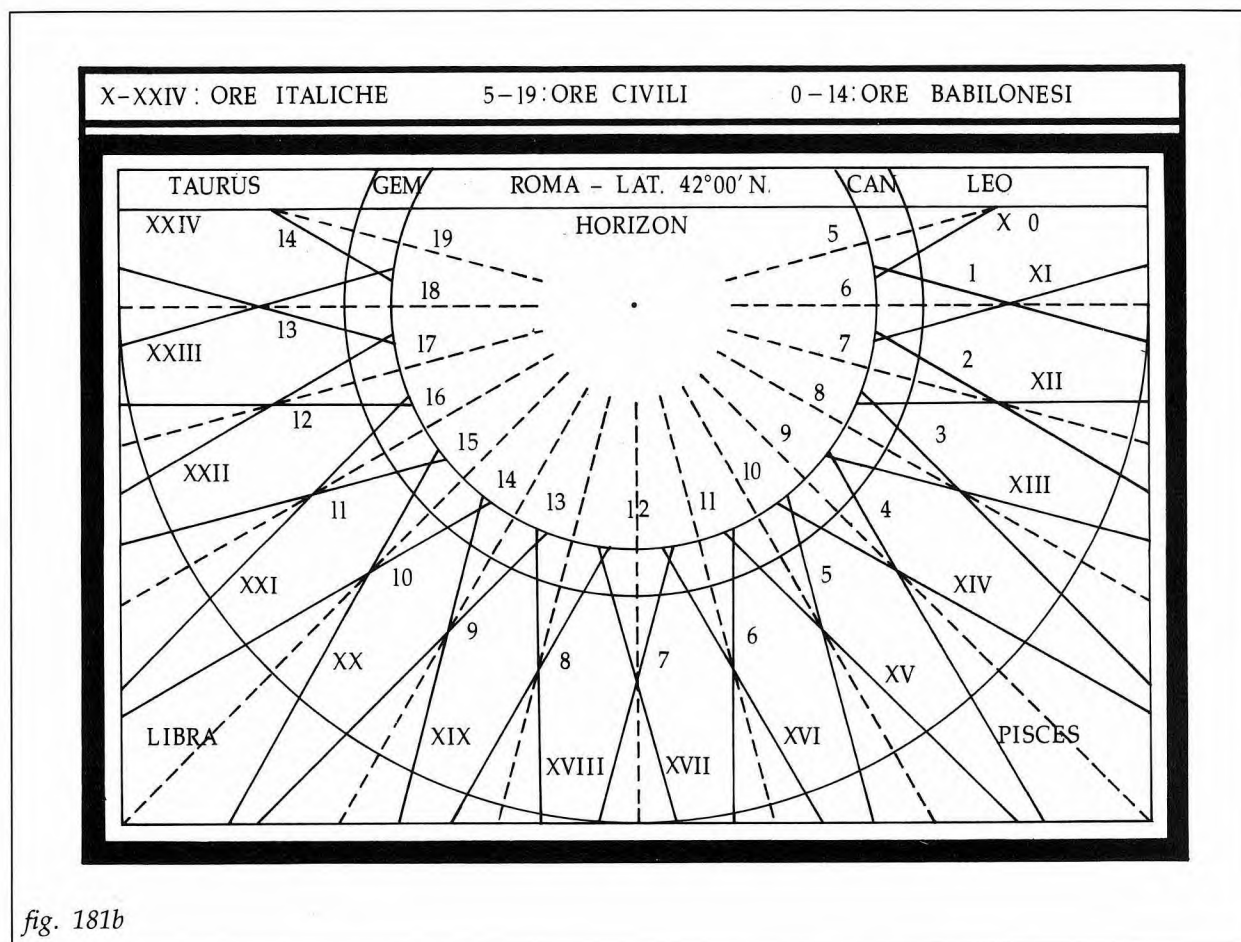 X-XXIV: ORE ITALICHE 5-19: ORE CIVILI 0-14: ORE BABILONESI
TAURUS GEM ROMA - LAT. 42°00' N. CAN LEO
XXIV 14 19 HORIZON 5 X 0
18 6 1 XI
XXIII 13 17 7 2 XII
12 16 8
XXII 15 9 3
11 14 13 12 11 10 4 XIII
XXI 10 5 XIV
XX 9 8 7 6 XV
LIBRA XIX XVIII XVII XVI PISCES
fig. 181b